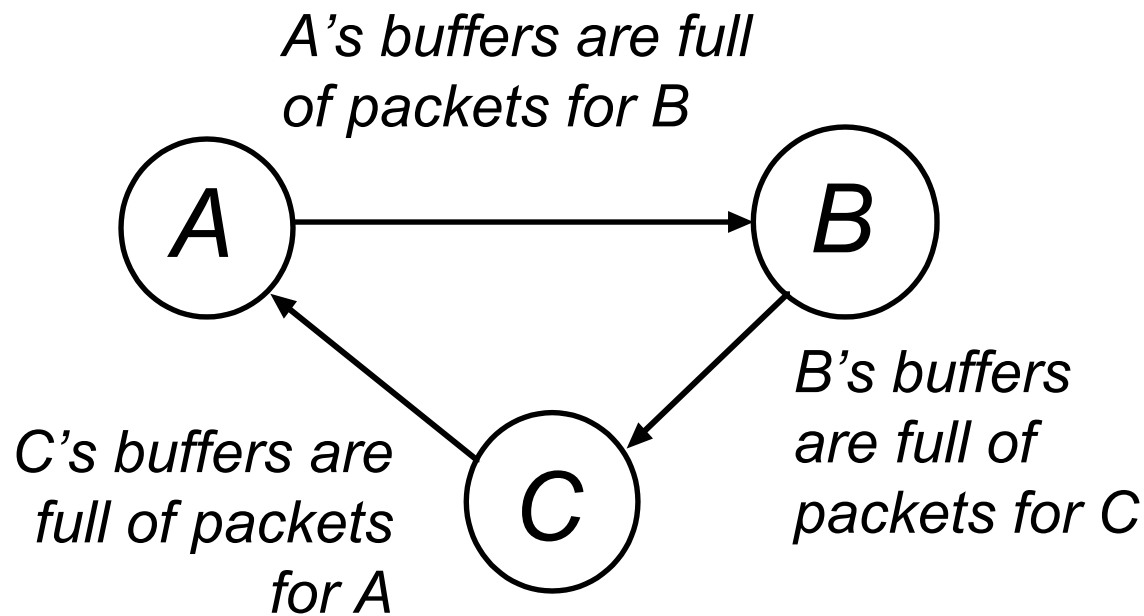 A’s buffers are full
of packets for B
A
B
B’s buffers
are full of
packets for C
C’s buffers are
full of packets
for A
C